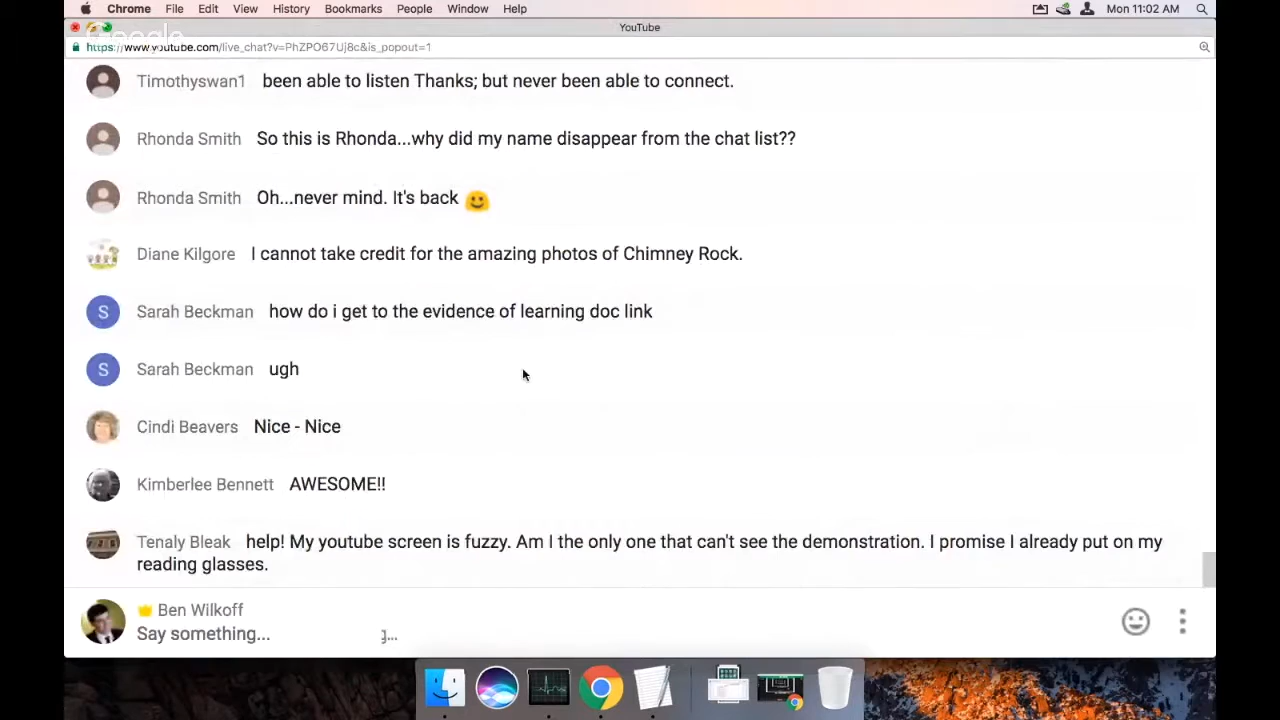 Chrome File Edit View History Bookmarks People Window Help Mon 11:02 AM
Google
YouTube
https://www.youtube.com/live_chat?v=PhZPO67Uj8c&is_popout=1
Timothyswan1 been able to listen Thanks; but never been able to connect.
Rhonda Smith So this is Rhonda...why did my name disappear from the chat list??
Rhonda Smith Oh...never mind. It's back
Diane Kilgore I cannot take credit for the amazing photos of Chimney Rock.
S Sarah Beckman how do i get to the evidence of learning doc link
S Sarah Beckman ugh
Cindi Beavers Nice - Nice
Kimberlee Bennett AWESOME!!
Tenaly Bleak help! My youtube screen is fuzzy. Am I the only one that can't see the demonstration. I promise I already put on my
reading glasses.
Ben Wilkoff
Say something... g...